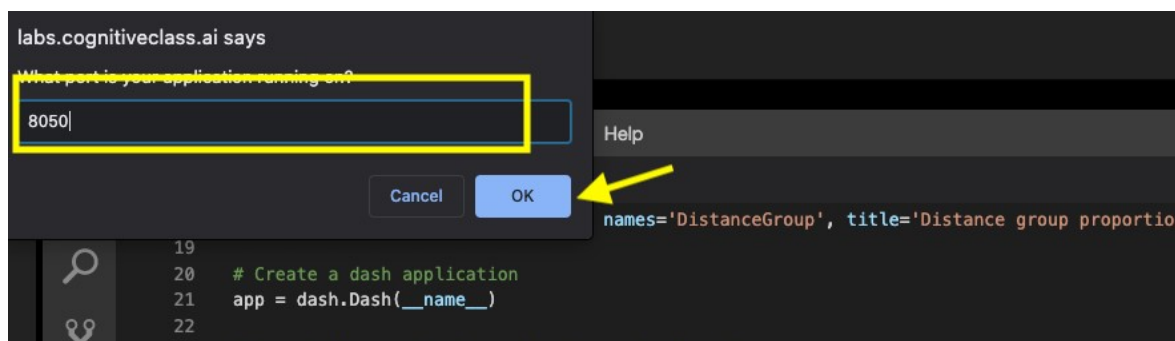 labs.cognitiveclass.ai says
What port is your application running on?
8050
Cancel
OK
Help
names='DistanceGroup', title='Distance group proportio
19
20 # Create a dash application
21 app = dash.Dash(__name__)
22